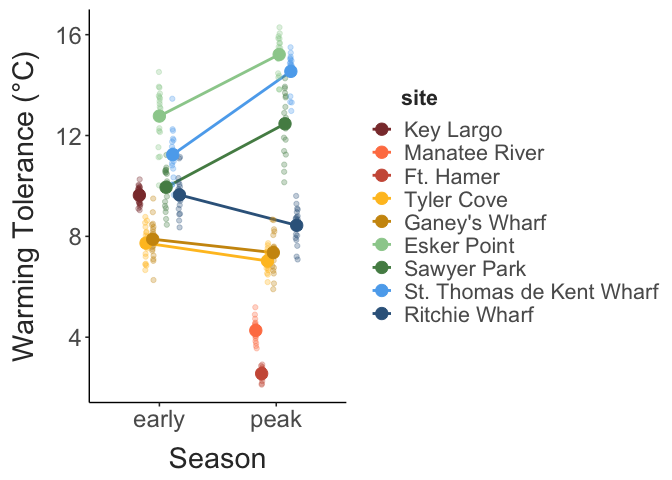 16
12
8
4
Warming Tolerance (°C)
early
peak
Season
site
Key Largo
Manatee River
Ft. Hamer
Tyler Cove
Ganey's Wharf
Esker Point
Sawyer Park
St. Thomas de Kent Wharf
Ritchie Wharf